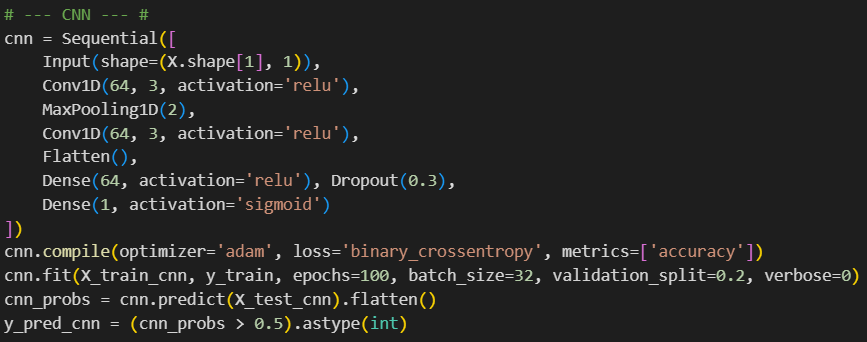 # --- CNN --- #
cnn = Sequential([
    Input(shape=(X.shape[1], 1)),
    Conv1D(64, 3, activation='relu'),
    MaxPooling1D(2),
    Conv1D(64, 3, activation='relu'),
    Flatten(),
    Dense(64, activation='relu'), Dropout(0.3),
    Dense(1, activation='sigmoid')
])
cnn.compile(optimizer='adam', loss='binary_crossentropy', metrics=['accuracy'])
cnn.fit(X_train_cnn, y_train, epochs=100, batch_size=32, validation_split=0.2, verbose=0)
cnn_probs = cnn.predict(X_test_cnn).flatten()
y_pred_cnn = (cnn_probs > 0.5).astype(int)